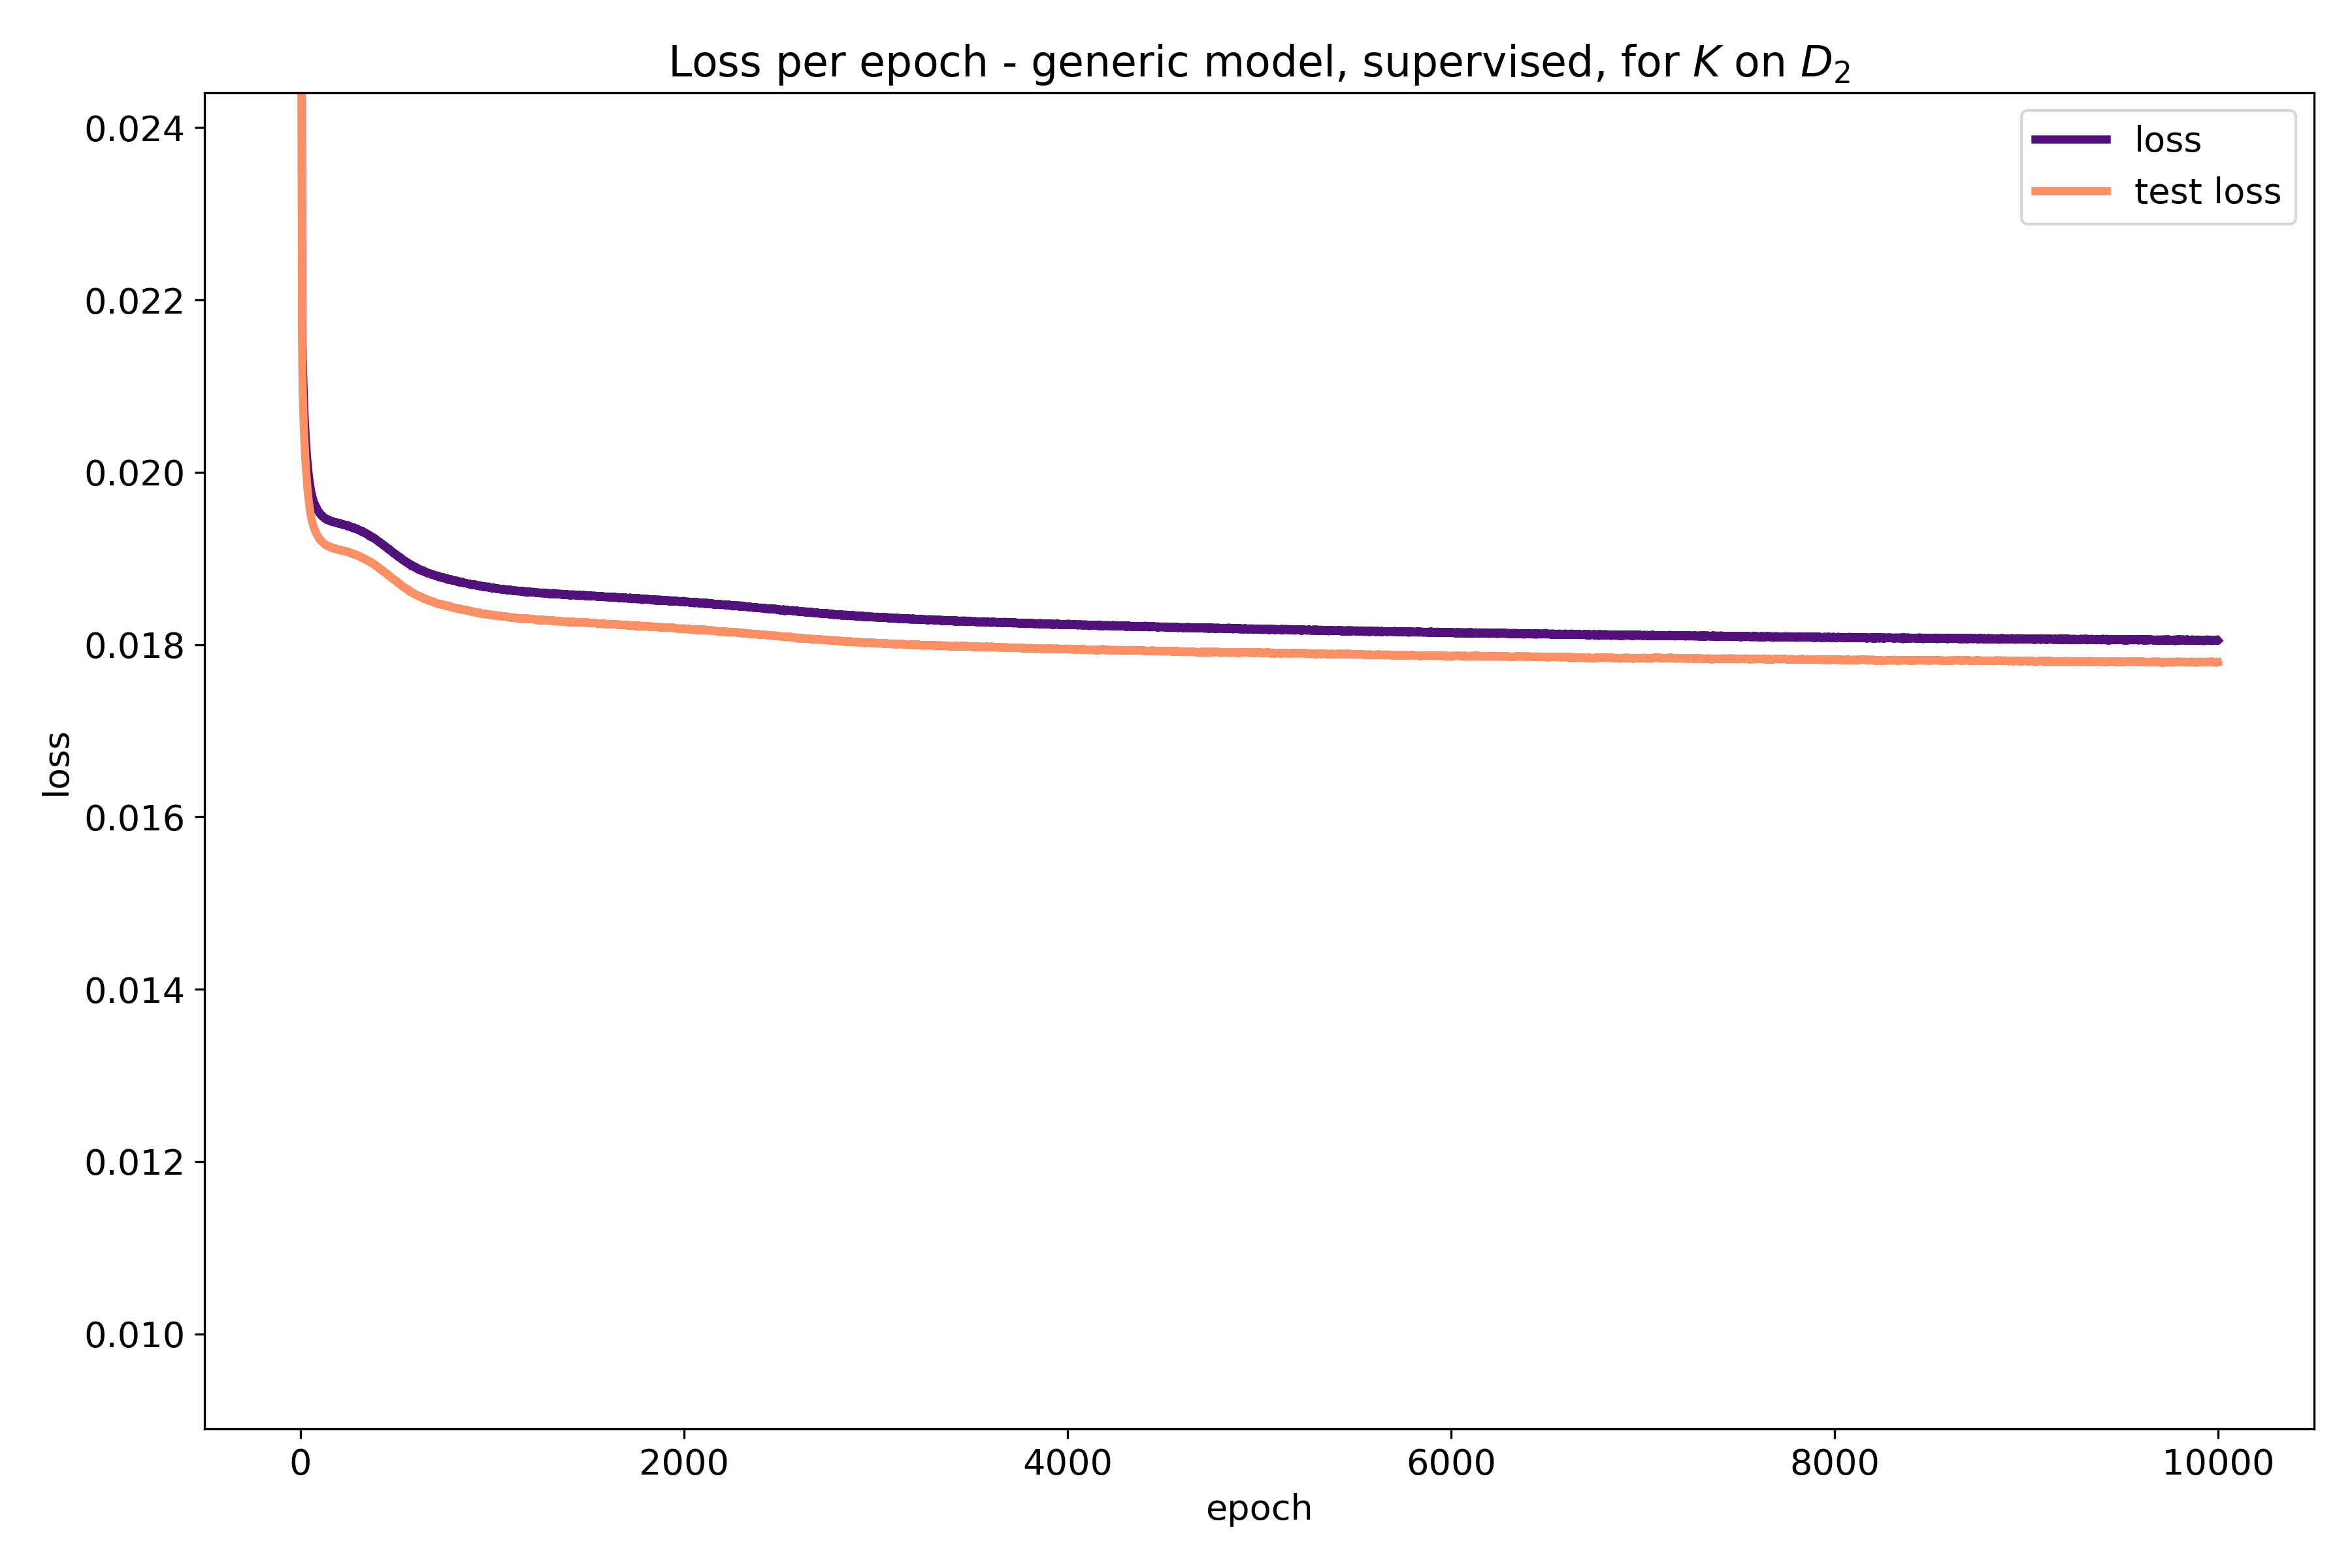 Loss per epoch - generic model, supervised, for K on D₂
loss
test loss
0.024
0.022
0.020
0.018
0.016
0.014
0.012
0.010
loss
0 2000 4000 6000 8000 10000
epoch